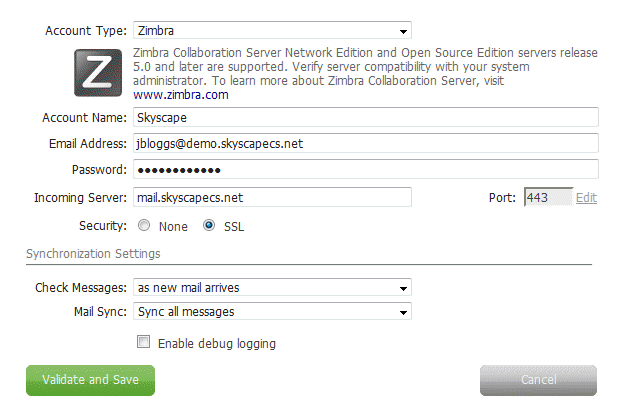 Account Type: Zimbra
Z
Zimbra Collaboration Server Network Edition and Open Source Edition servers release
5.0 and later are supported. Verify server compatibility with your system
administrator. To learn more about Zimbra Collaboration Server, visit
www.zimbra.com
Account Name: Skyscape
Email Address: jbloggs@demo.skyscapecs.net
Password: ••••••••••••
Incoming Server: mail.skyscapecs.net Port: 443 Edit
Security: None SSL
Synchronization Settings
Check Messages: as new mail arrives
Mail Sync: Sync all messages
Enable debug logging
Validate and Save Cancel